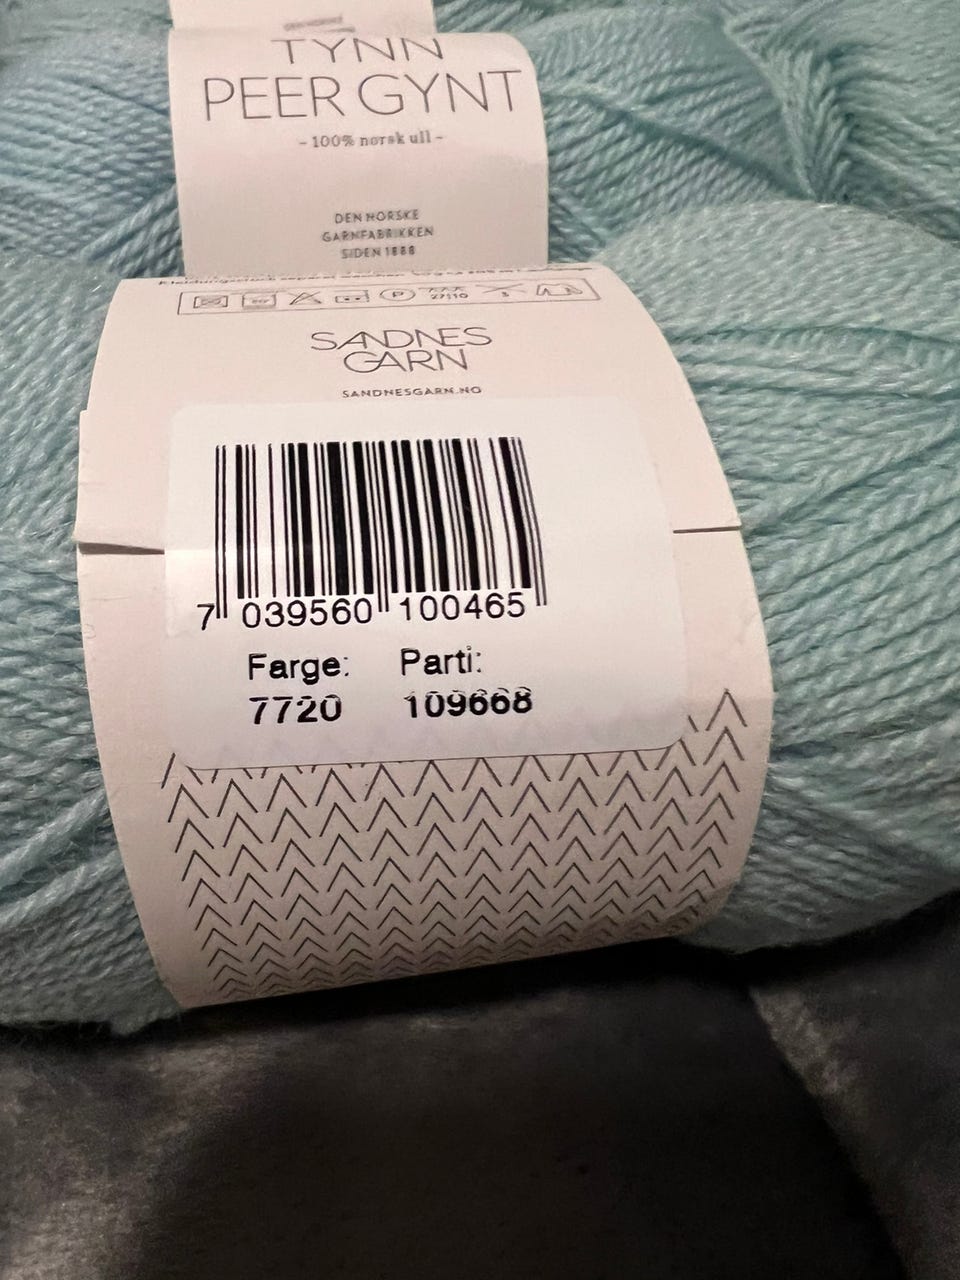 TYNN
PEER GYNT
- 100% norsk ull -
DEN NORSKE
GARNFABRIKKEN
SIDEN 1888
SANDNES
GARN
SANDNESGARN.NO
7 039560 100465
Farge: Parti:
7720 109668